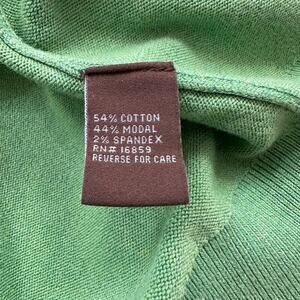 54% COTTON
44% MODAL
2% SPANDEX
RN# 16859
REVERSE FOR CARE